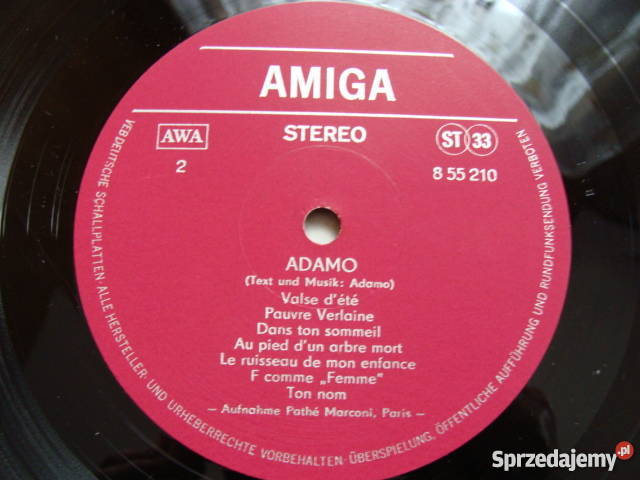 AMIGA
AWA
STEREO
ST 33
2
8 55 210
ADAMO
(Text und Musik: Adamo)
Valse d'été
Pauvre Verlaine
Dans ton sommeil
Au pied d'un arbre mort
Le ruisseau de mon enfance
F comme „Femme"
Ton nom
— Aufnahme Pathé Marconi, Paris —
VEB DEUTSCHE SCHALLPLATTEN · ALLE HERSTELLER- UND URHEBERRECHTE VORBEHALTEN · ÜBERSPIELUNG, ÖFFENTLICHE AUFFÜHRUNG UND RUNDFUNKSENDUNG VERBOTEN
Sprzedajemy.pl